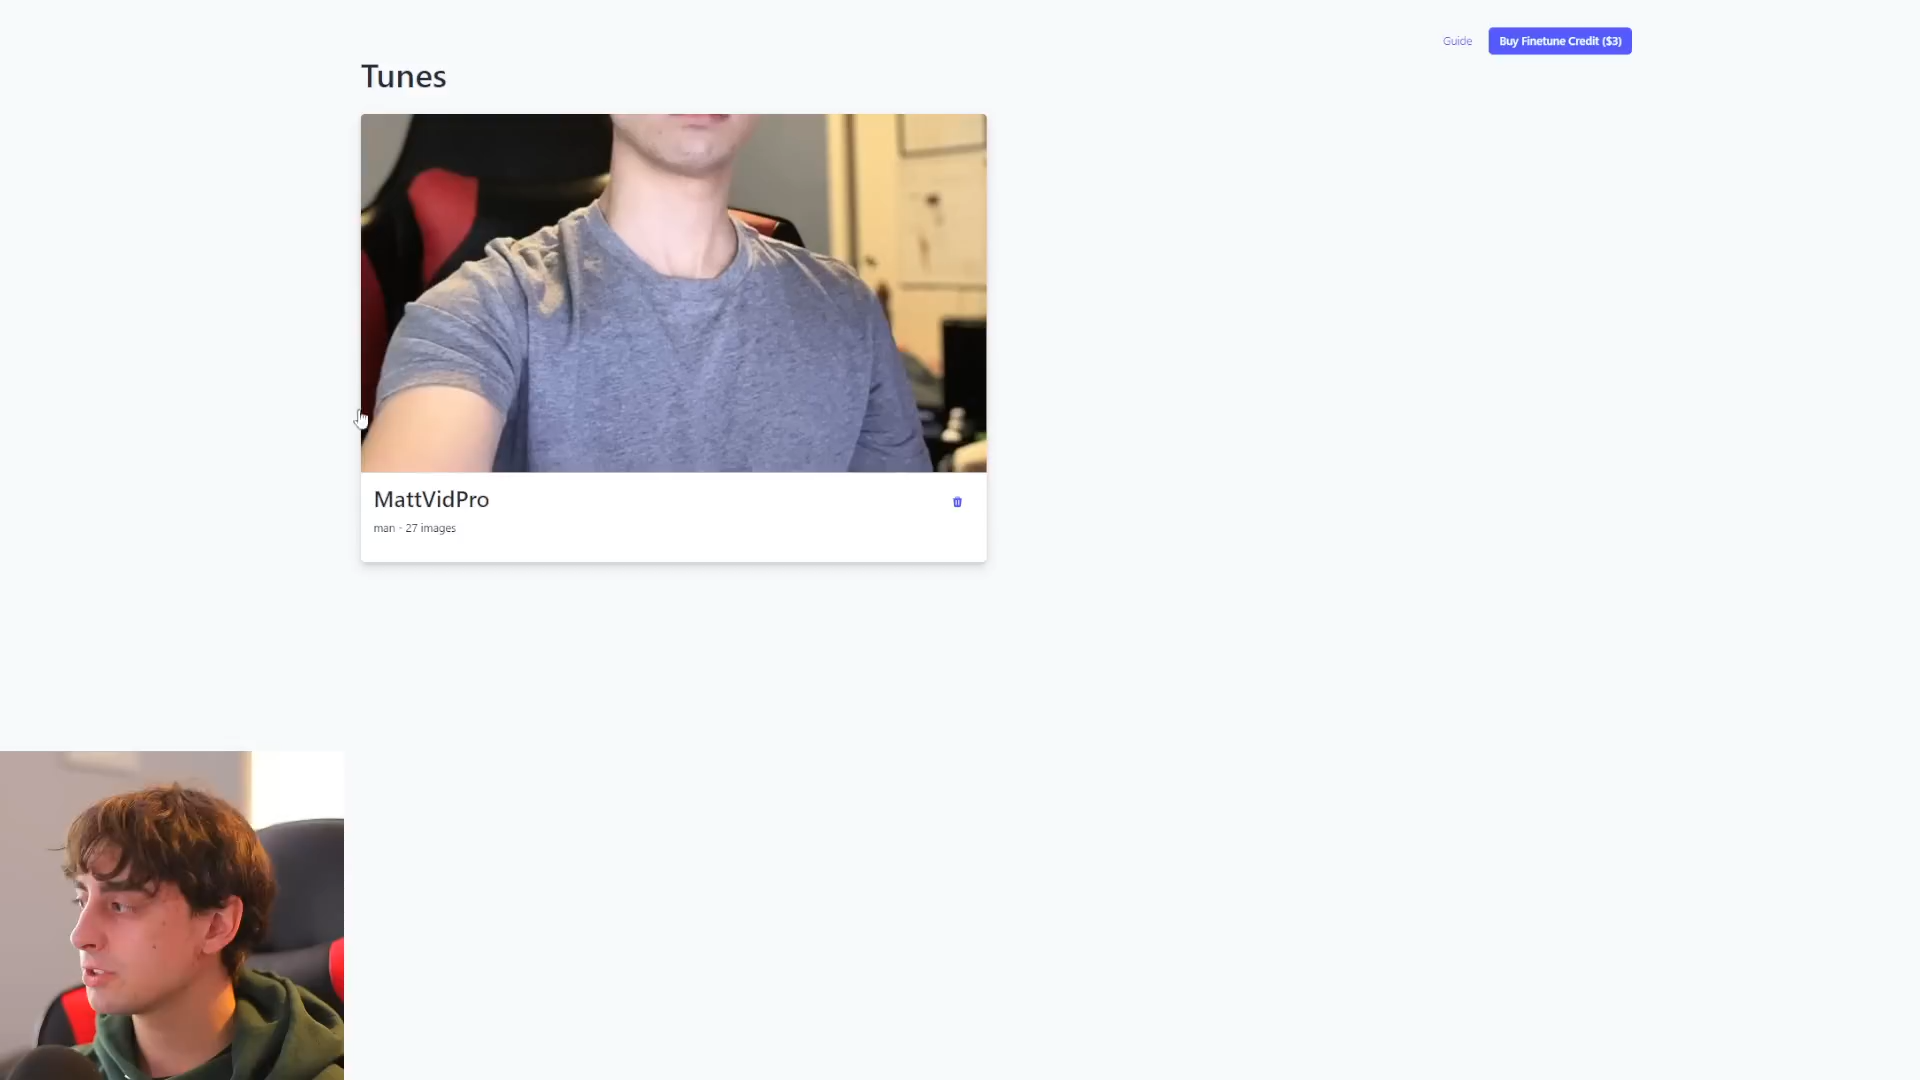 Guide
Buy Finetune Credit ($3)
Tunes
MattVidPro
man - 27 images